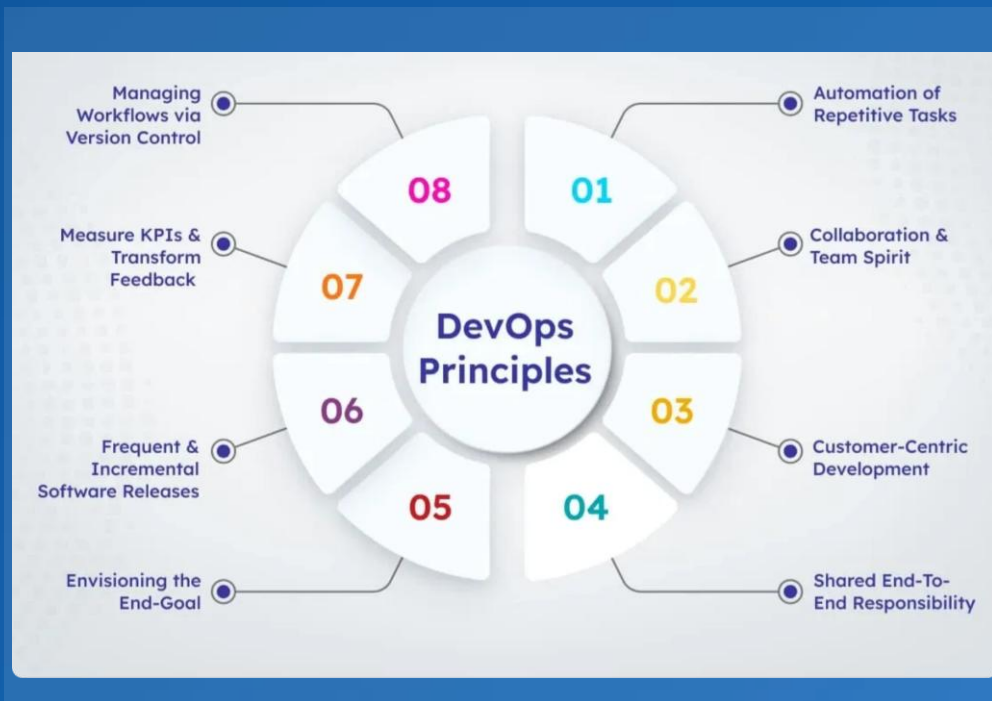 DevOps
Principles
01
Automation of
Repetitive Tasks
02
Collaboration &
Team Spirit
03
Customer-Centric
Development
04
Shared End-To-
End Responsibility
05
Envisioning the
End-Goal
06
Frequent &
Incremental
Software Releases
07
Measure KPIs &
Transform
Feedback
08
Managing
Workflows via
Version Control